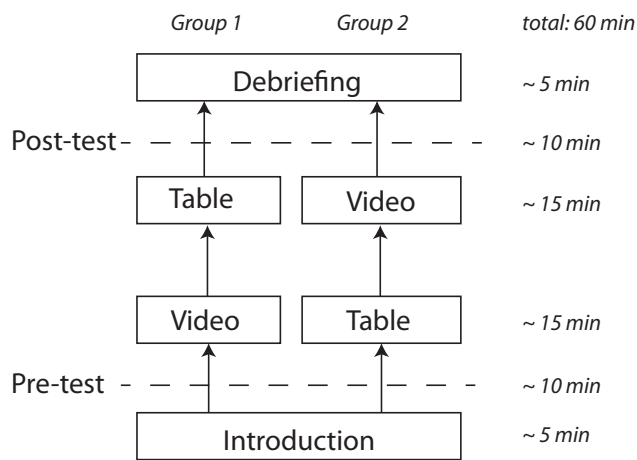 Group 1 Group 2 total: 60 min
Debriefing ~ 5 min
Post-test ~ 10 min
Table Video ~ 15 min
Video Table ~ 15 min
Pre-test ~ 10 min
Introduction ~ 5 min